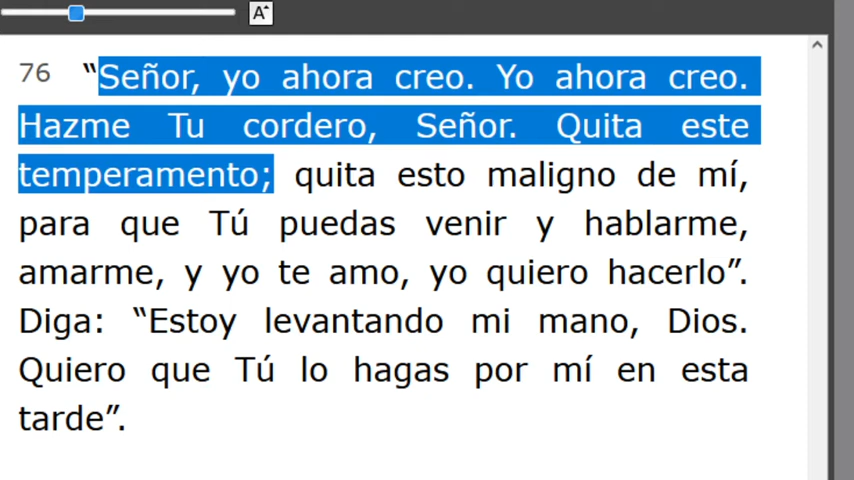 A
76 “Señor, yo ahora creo. Yo ahora creo.
Hazme Tu cordero, Señor. Quita este
temperamento; quita esto maligno de mí,
para que Tú puedas venir y hablarme,
amarme, y yo te amo, yo quiero hacerlo”.
Diga: “Estoy levantando mi mano, Dios.
Quiero que Tú lo hagas por mí en esta
tarde”.